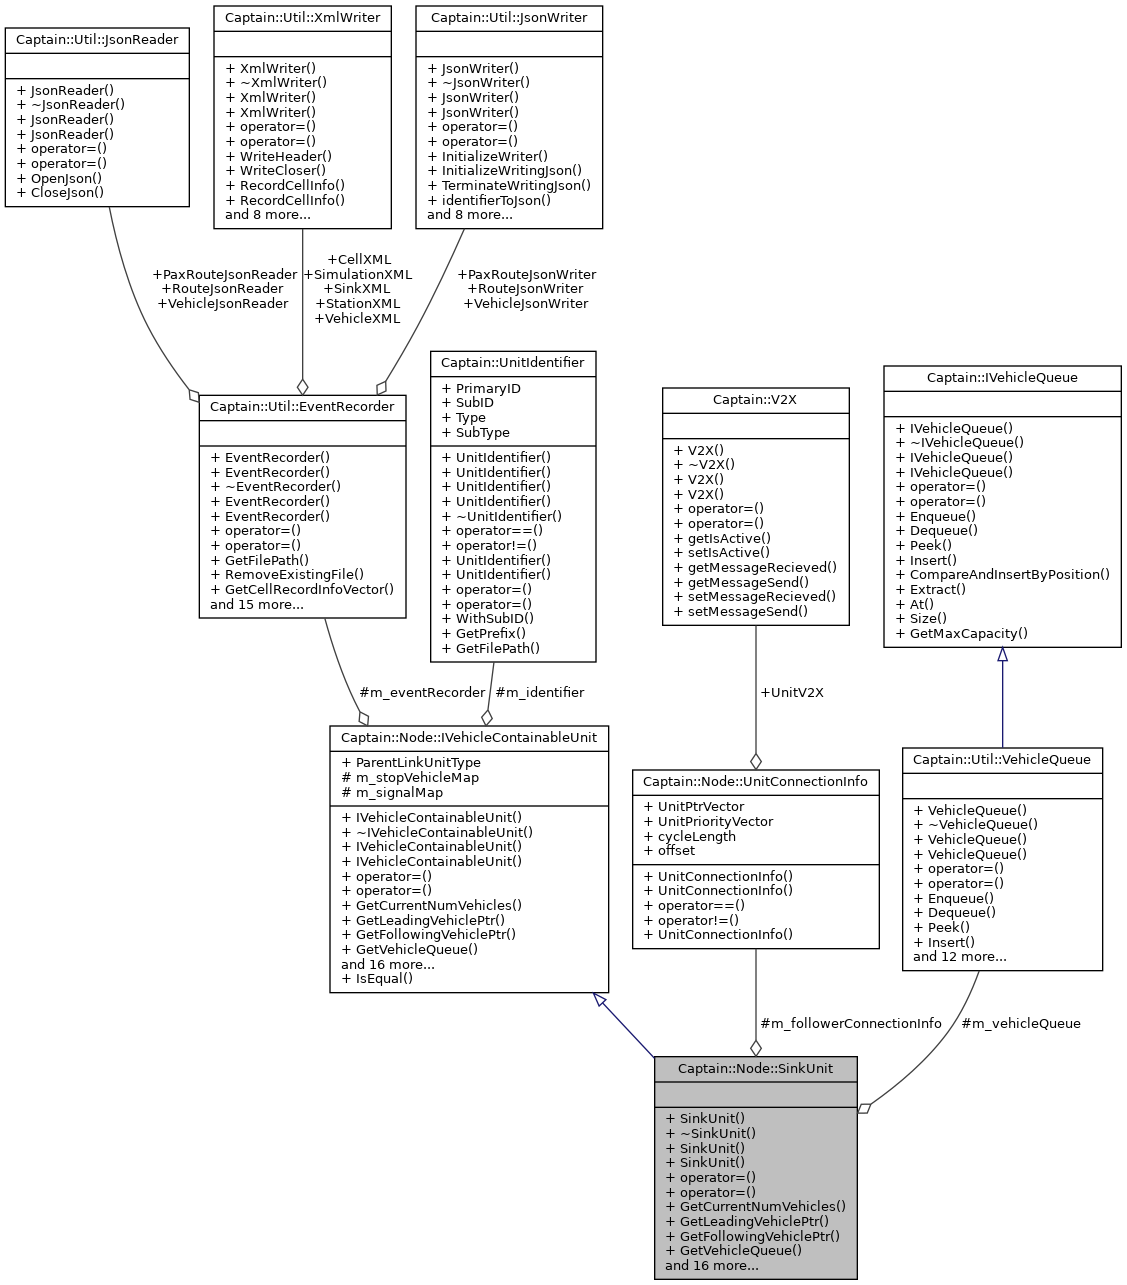 Captain::Util::JsonReader
+ JsonReader()
+ ~JsonReader()
+ JsonReader()
+ JsonReader()
+ operator=()
+ operator=()
+ OpenJson()
+ CloseJson()
Captain::Util::XmlWriter
+ XmlWriter()
+ ~XmlWriter()
+ XmlWriter()
+ XmlWriter()
+ operator=()
+ operator=()
+ WriteHeader()
+ WriteCloser()
+ RecordCellInfo()
+ RecordCellInfo()
and 8 more...
Captain::Util::JsonWriter
+ JsonWriter()
+ ~JsonWriter()
+ JsonWriter()
+ JsonWriter()
+ operator=()
+ operator=()
+ InitializeWriter()
+ InitializeWritingJson()
+ TerminateWritingJson()
+ identifierToJson()
and 8 more...
+PaxRouteJsonReader
+RouteJsonReader
+VehicleJsonReader
+CellXML
+SimulationXML
+SinkXML
+StationXML
+VehicleXML
+PaxRouteJsonWriter
+RouteJsonWriter
+VehicleJsonWriter
Captain::Util::EventRecorder
+ EventRecorder()
+ EventRecorder()
+ ~EventRecorder()
+ EventRecorder()
+ EventRecorder()
+ operator=()
+ operator=()
+ GetFilePath()
+ RemoveExistingFile()
+ GetCellRecordInfoVector()
and 15 more...
Captain::UnitIdentifier
+ PrimaryID
+ SubID
+ Type
+ SubType
+ UnitIdentifier()
+ UnitIdentifier()
+ UnitIdentifier()
+ UnitIdentifier()
+ ~UnitIdentifier()
+ operator==()
+ operator!=()
+ UnitIdentifier()
+ UnitIdentifier()
+ operator=()
+ operator=()
+ WithSubID()
+ GetPrefix()
+ GetFilePath()
Captain::V2X
+ V2X()
+ ~V2X()
+ V2X()
+ V2X()
+ operator=()
+ operator=()
+ getIsActive()
+ setIsActive()
+ getMessageRecieved()
+ getMessageSend()
+ setMessageRecieved()
+ setMessageSend()
Captain::IVehicleQueue
+ IVehicleQueue()
+ ~IVehicleQueue()
+ IVehicleQueue()
+ IVehicleQueue()
+ operator=()
+ operator=()
+ Enqueue()
+ Dequeue()
+ Peek()
+ Insert()
+ CompareAndInsertByPosition()
+ Extract()
+ At()
+ Size()
+ GetMaxCapacity()
#m_eventRecorder
#m_identifier
+UnitV2X
Captain::Node::IVehicleContainableUnit
+ ParentLinkUnitType
# m_stopVehicleMap
# m_signalMap
+ IVehicleContainableUnit()
+ ~IVehicleContainableUnit()
+ IVehicleContainableUnit()
+ IVehicleContainableUnit()
+ operator=()
+ operator=()
+ GetCurrentNumVehicles()
+ GetLeadingVehiclePtr()
+ GetFollowingVehiclePtr()
+ GetVehicleQueue()
and 16 more...
+ IsEqual()
Captain::Node::UnitConnectionInfo
+ UnitPtrVector
+ UnitPriorityVector
+ cycleLength
+ offset
+ UnitConnectionInfo()
+ UnitConnectionInfo()
+ operator==()
+ operator!=()
+ UnitConnectionInfo()
Captain::Util::VehicleQueue
+ VehicleQueue()
+ ~VehicleQueue()
+ VehicleQueue()
+ VehicleQueue()
+ operator=()
+ operator=()
+ Enqueue()
+ Dequeue()
+ Peek()
+ Insert()
and 12 more...
#m_followerConnectionInfo
#m_vehicleQueue
Captain::Node::SinkUnit
+ SinkUnit()
+ ~SinkUnit()
+ SinkUnit()
+ SinkUnit()
+ operator=()
+ operator=()
+ GetCurrentNumVehicles()
+ GetLeadingVehiclePtr()
+ GetFollowingVehiclePtr()
+ GetVehicleQueue()
and 16 more...